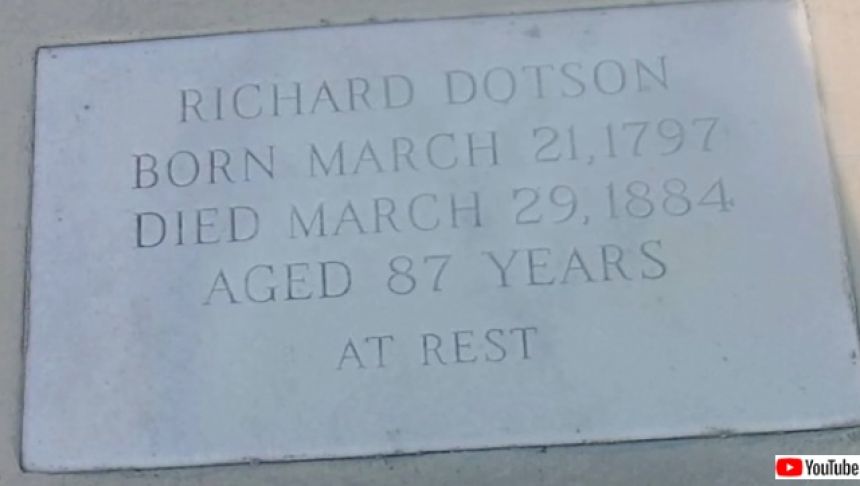 RICHARD DOTSON
BORN MARCH 21,1797
DIED MARCH 29,1884
AGED 87 YEARS
AT REST
YouTube